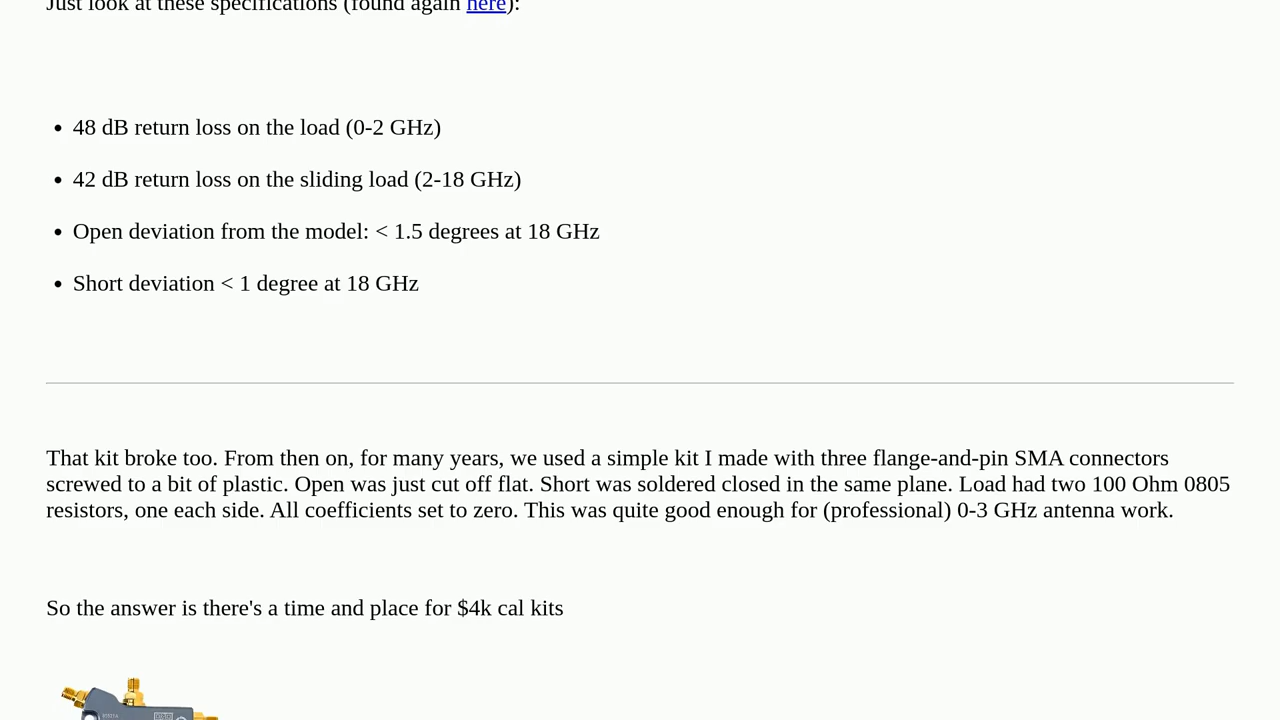 Just look at these specifications (found again here):
48 dB return loss on the load (0-2 GHz)
42 dB return loss on the sliding load (2-18 GHz)
Open deviation from the model: < 1.5 degrees at 18 GHz
Short deviation < 1 degree at 18 GHz
That kit broke too. From then on, for many years, we used a simple kit I made with three flange-and-pin SMA connectors
screwed to a bit of plastic. Open was just cut off flat. Short was soldered closed in the same plane. Load had two 100 Ohm 0805
resistors, one each side. All coefficients set to zero. This was quite good enough for (professional) 0-3 GHz antenna work.
So the answer is there's a time and place for $4k cal kits